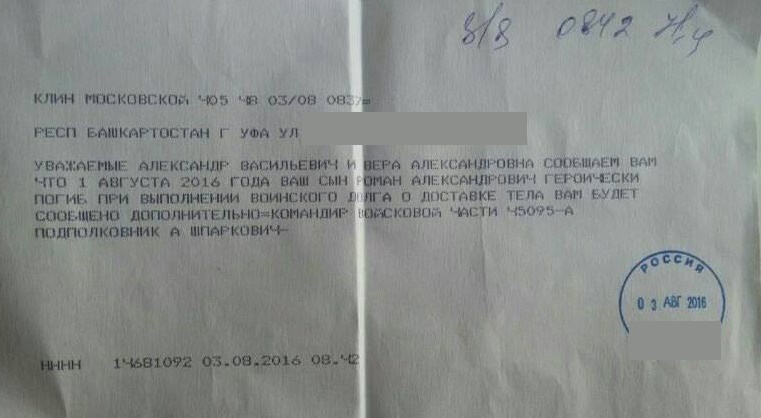 3/8 0842
КЛИН МОСКОВСКОЙ 405 48 03/08 0837=
РЕСП БАШКАРТОСТАН Г УФА УЛ
УВАЖАЕМЫЕ АЛЕКСАНДР ВАСИЛЬЕВИЧ И ВЕРА АЛЕКСАНДРОВНА СООБЩАЕМ ВАМ
ЧТО 1 АВГУСТА 2016 ГОДА ВАШ СЫН РОМАН АЛЕКСАНДРОВИЧ ГЕРОИЧЕСКИ
ПОГИБ ПРИ ВЫПОЛНЕНИИ ВОИНСКОГО ДОЛГА О ДОСТАВКЕ ТЕЛА ВАМ БУДЕТ
СООБЩЕНО ДОПОЛНИТЕЛЬНО=КОМАНДИР ВОЙСКОВОЙ ЧАСТИ 45095-А
ПОДПОЛКОВНИК А ШПАРКОВИЧ-
РОССИЯ
03 АВГ 2016
НННН 14681092 03.08.2016 08.42